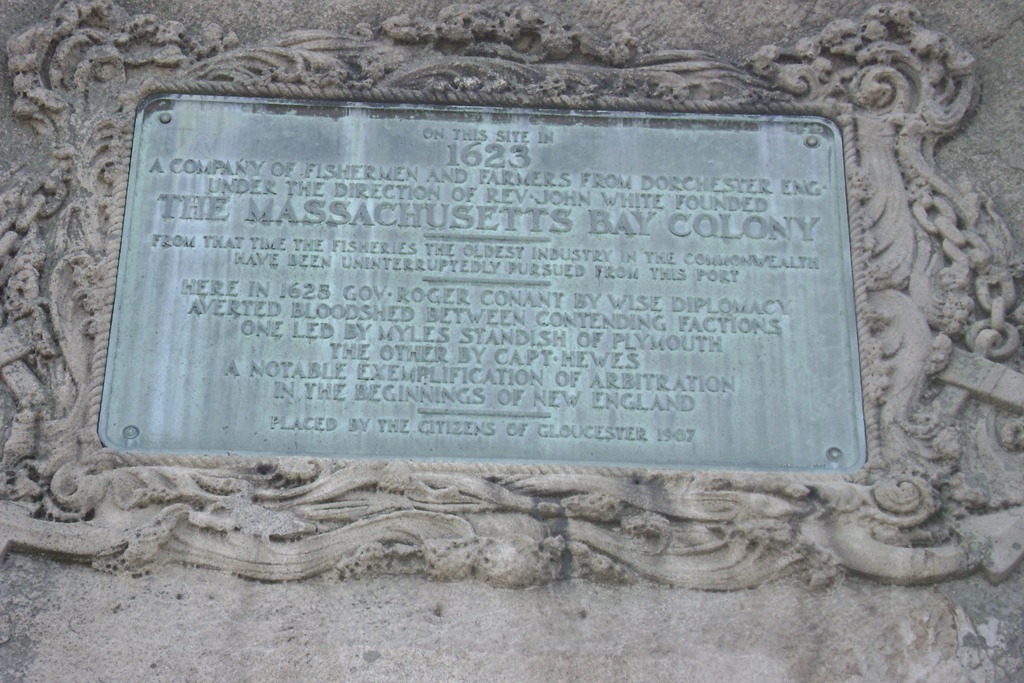 ON THIS SITE IN
1623
A COMPANY OF FISHERMEN AND FARMERS FROM DORCHESTER ENG·
UNDER THE DIRECTION OF REV·JOHN WHITE FOUNDED
THE MASSACHUSETTS BAY COLONY
FROM THAT TIME THE FISHERIES THE OLDEST INDUSTRY IN THE COMMONWEALTH
HAVE BEEN UNINTERRUPTEDLY PURSUED FROM THIS PORT
HERE IN 1625 GOV·ROGER CONANT BY WISE DIPLOMACY
AVERTED BLOODSHED BETWEEN CONTENDING FACTIONS
ONE LED BY MYLES STANDISH OF PLYMOUTH
THE OTHER BY CAPT·HEWES
A NOTABLE EXEMPLIFICATION OF ARBITRATION
IN THE BEGINNINGS OF NEW ENGLAND
PLACED BY THE CITIZENS OF GLOUCESTER 1907